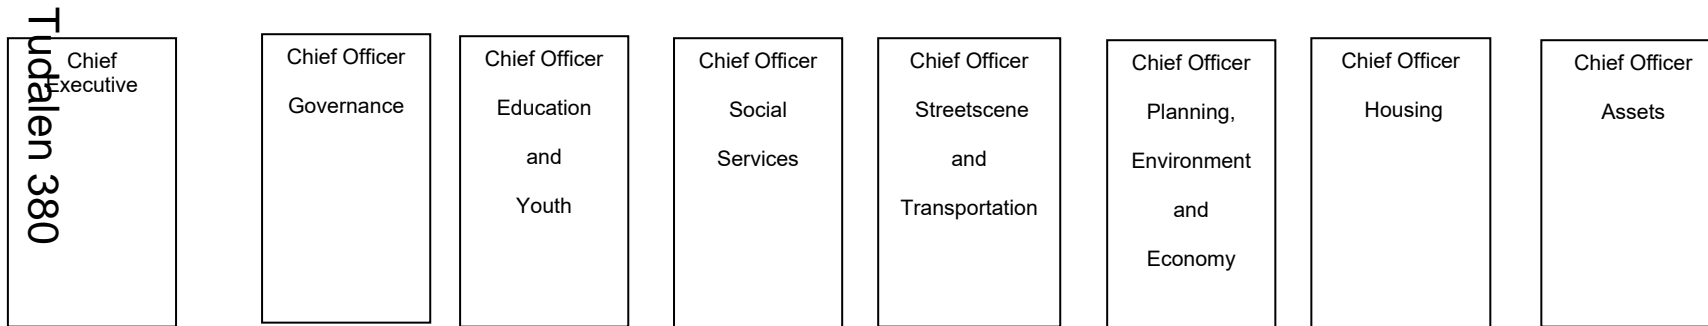 Tudalen 380
Chief
Executive
Chief Officer
Governance
Chief Officer
Education
and
Youth
Chief Officer
Social
Services
Chief Officer
Streetscene
and
Transportation
Chief Officer
Planning,
Environment
and
Economy
Chief Officer
Housing
Chief Officer
Assets